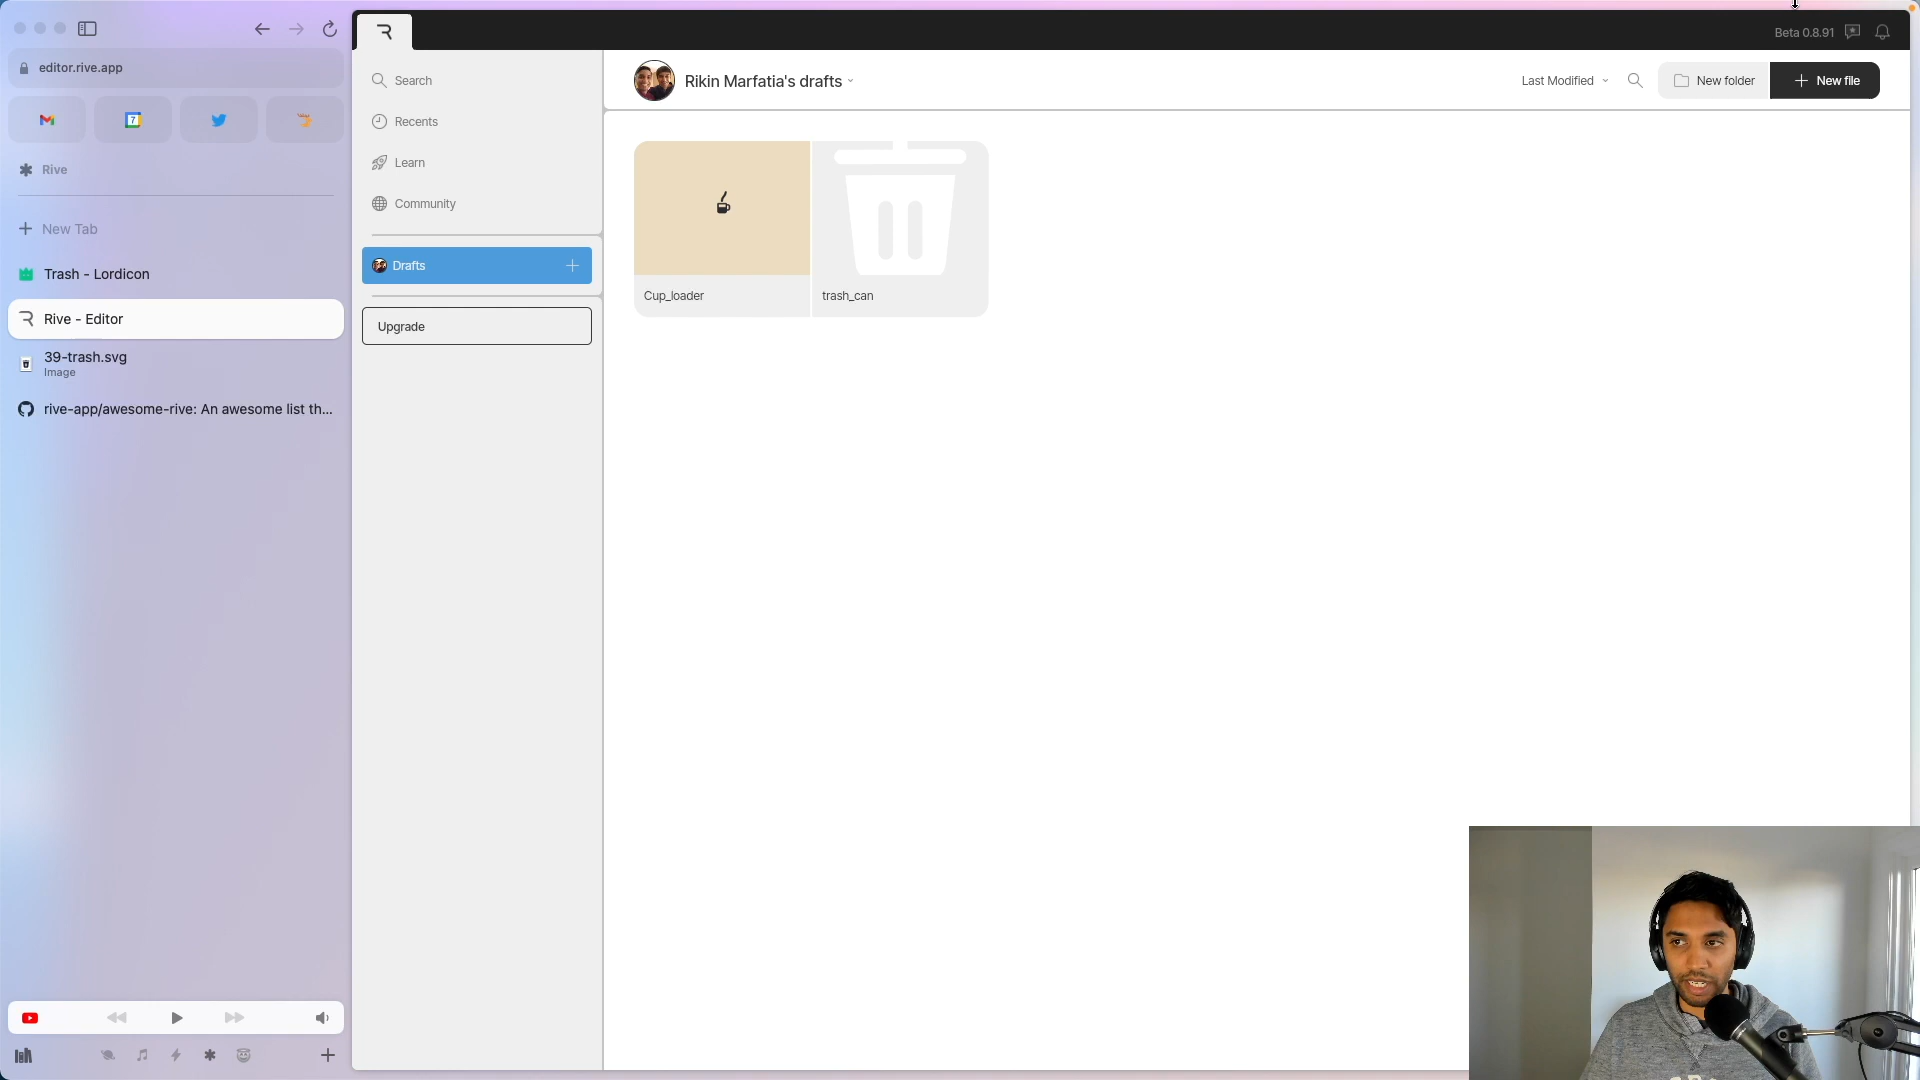 editor.rive.app
7
Rive
New Tab
Trash - Lordicon
Rive - Editor
39-trash.svg
Image
rive-app/awesome-rive: An awesome list th...
Search
Recents
Learn
Community
Drafts
Upgrade
Beta 0.8.91
Rikin Marfatia's drafts
Last Modified
New folder
New file
Cup_loader
trash_can